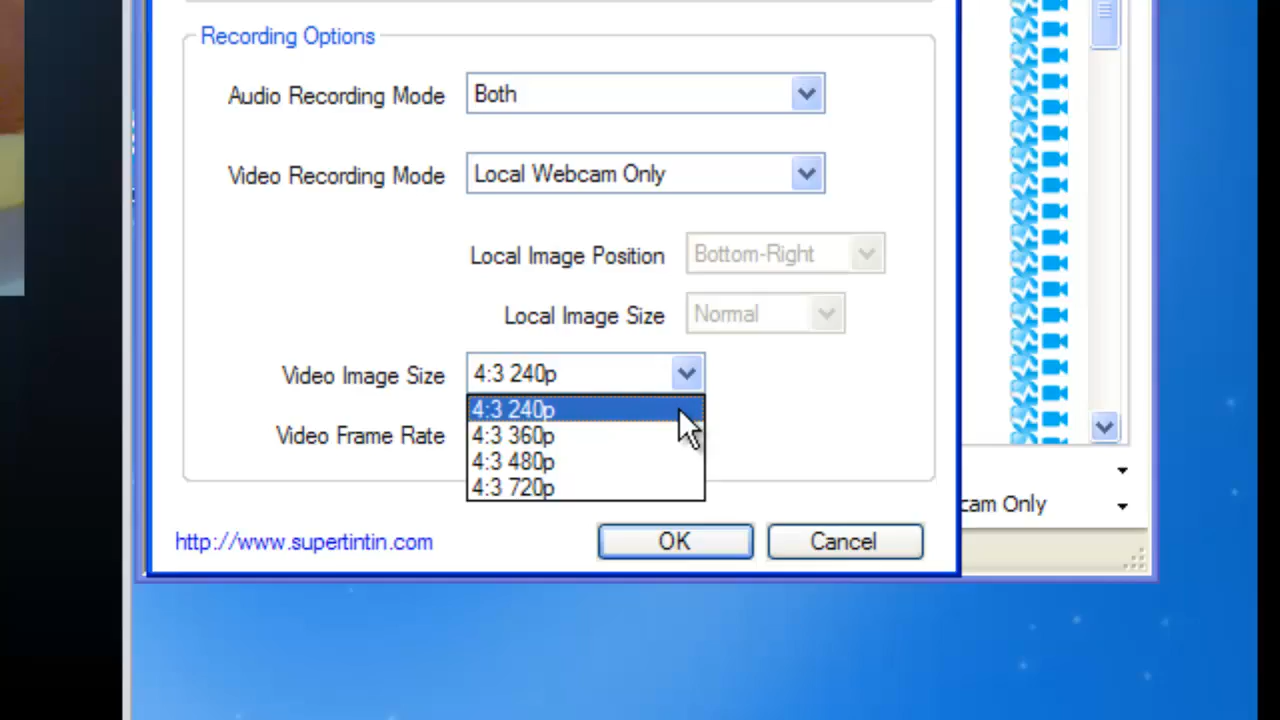 Recording Options
Audio Recording Mode Both
Video Recording Mode Local Webcam Only
Local Image Position Bottom-Right
Local Image Size Normal
Video Image Size 4:3 240p
4:3 240p
Video Frame Rate 4:3 360p
4:3 480p
4:3 720p
cam Only
http://www.supertintin.com OK Cancel